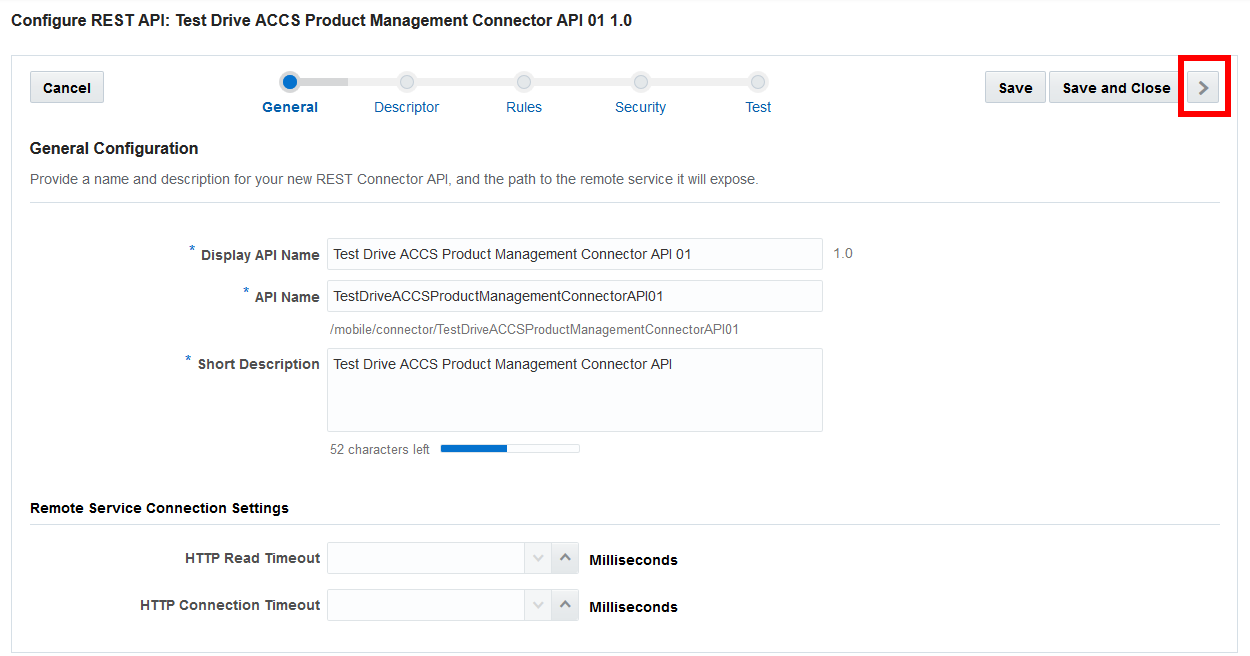 Configure REST API: Test Drive ACCS Product Management Connector API 01 1.0
Cancel
General
Descriptor
Rules
Security
Test
Save
Save and Close
General Configuration
Provide a name and description for your new REST Connector API, and the path to the remote service it will expose.
* Display API Name
Test Drive ACCS Product Management Connector API 01
1.0
* API Name
TestDriveACCSProductManagementConnectorAPI01
/mobile/connector/TestDriveACCSProductManagementConnectorAPI01
* Short Description
Test Drive ACCS Product Management Connector API
52 characters left
Remote Service Connection Settings
HTTP Read Timeout
Milliseconds
HTTP Connection Timeout
Milliseconds